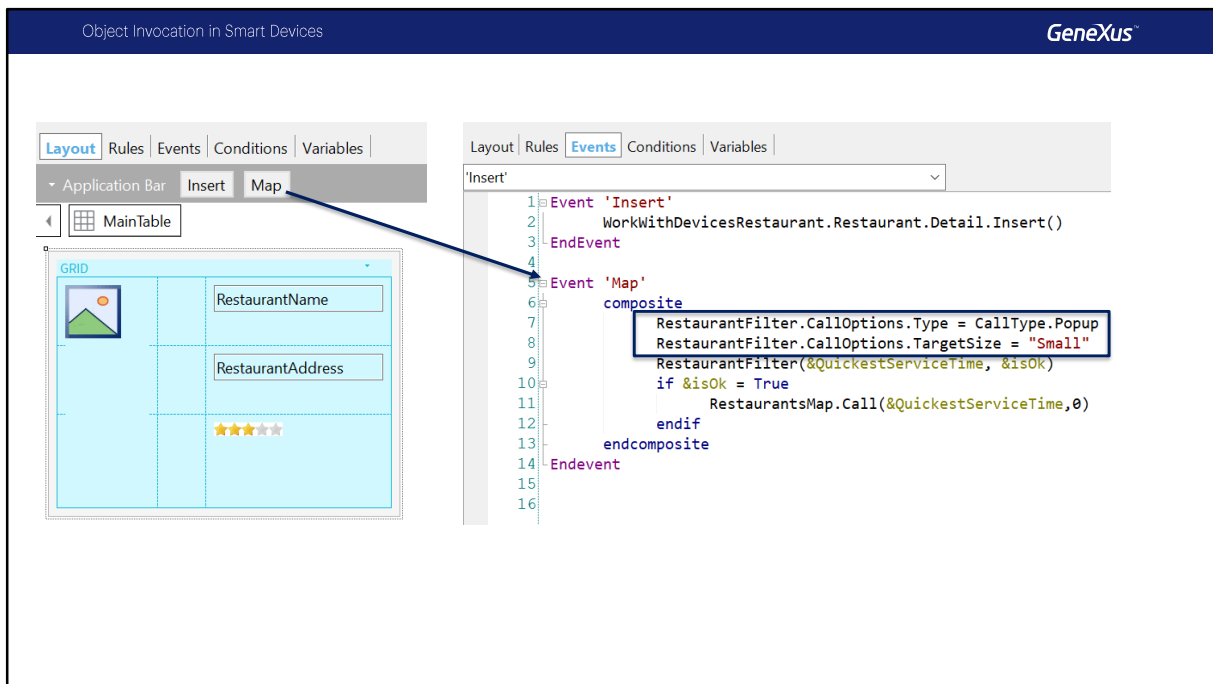 Object Invocation in Smart Devices
GeneXus™
Layout Rules Events Conditions Variables
Application Bar Insert Map
MainTable
GRID
RestaurantName
RestaurantAddress
Layout Rules Events Conditions Variables
'Insert'
1 Event 'Insert'
2 WorkWithDevicesRestaurant.Restaurant.Detail.Insert()
3 EndEvent
4
5 Event 'Map'
6 composite
7 RestaurantFilter.CallOptions.Type = CallType.Popup
8 RestaurantFilter.CallOptions.TargetSize = "Small"
9 RestaurantFilter(&QuickestServiceTime, &isOk)
10 if &isOk = True
11 RestaurantsMap.Call(&QuickestServiceTime,0)
12 endif
13 endcomposite
14 Endevent
15
16